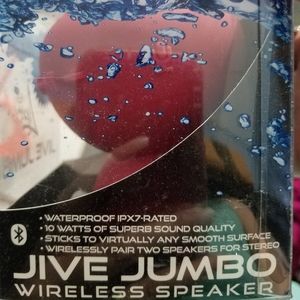 • WATERPROOF IPX7-RATED
• 10 WATTS OF SUPERB SOUND QUALITY
• STICKS TO VIRTUALLY ANY SMOOTH SURFACE
• WIRELESSLY PAIR TWO SPEAKERS FOR STEREO
JIVE JUMBO
WIRELESS SPEAKER